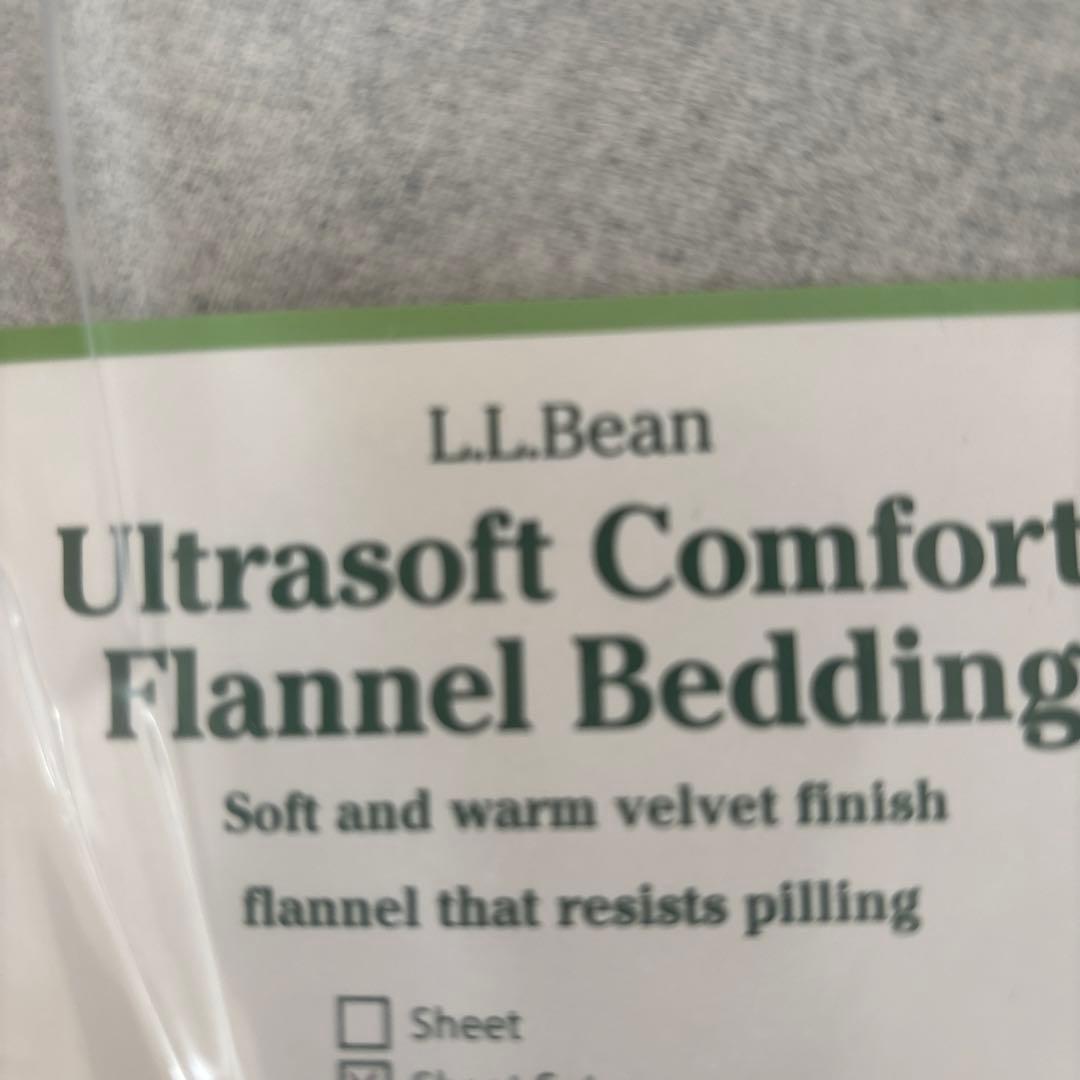 L.L.Bean
Ultrasoft Comfort
Flannel Bedding
Soft and warm velvet finish
flannel that resists pilling
Sheet